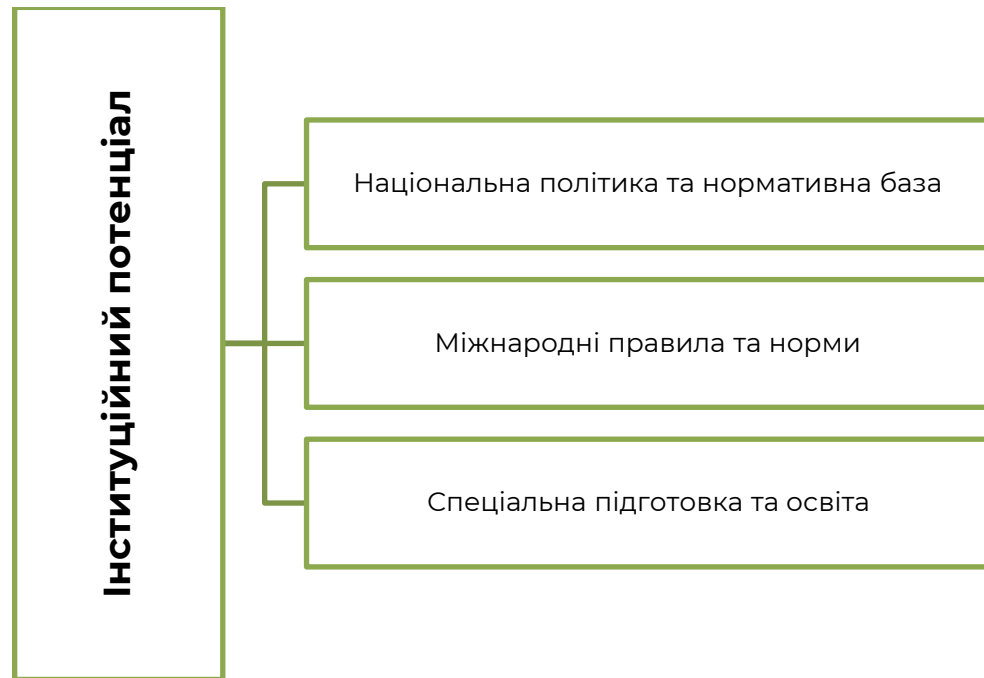 Інституційний потенціал
Національна політика та нормативна база
Міжнародні правила та норми
Спеціальна підготовка та освіта